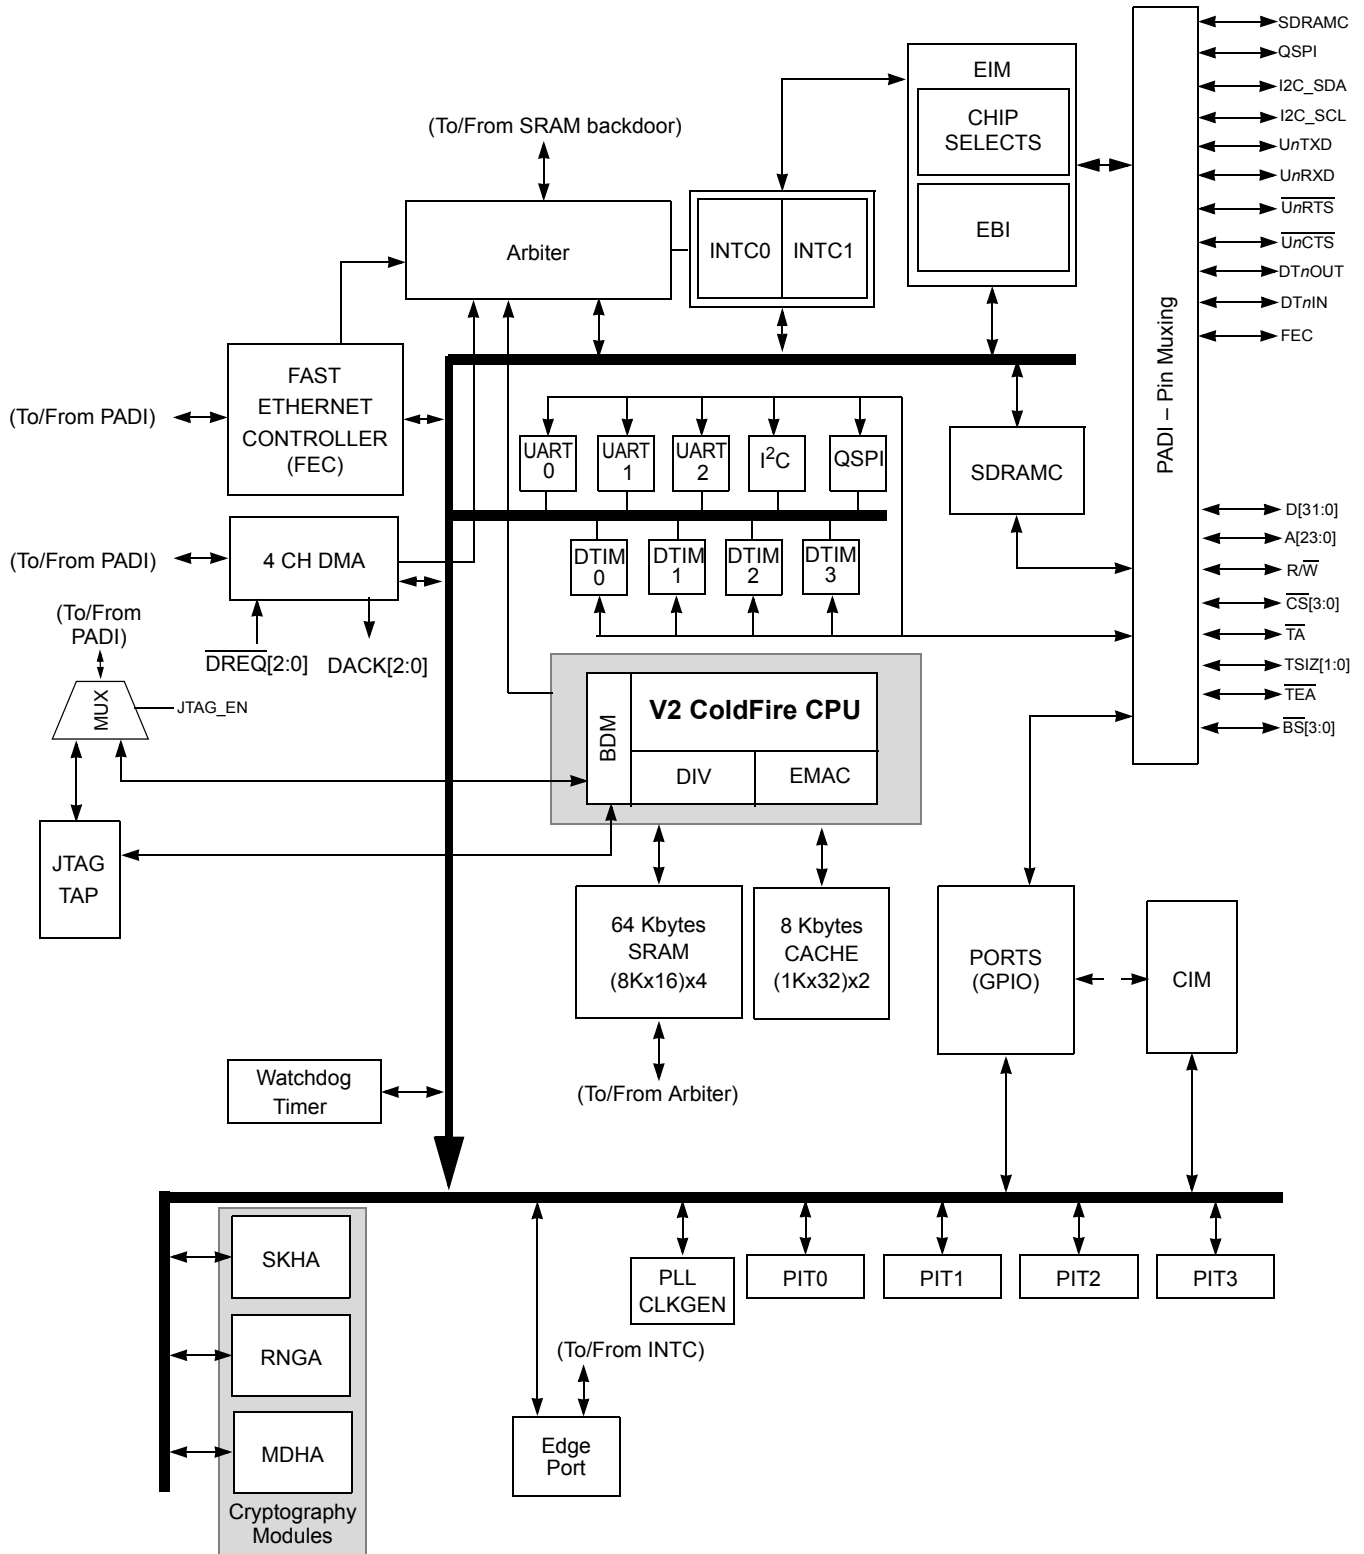 SDRAMC
QSPI
I2C_SDA
I2C_SCL
UnTXD
UnRXD
UnRTS
UnCTS
DTnOUT
DTnIN
FEC
PADI – Pin Muxing
D[31:0]
A[23:0]
R/W
CS[3:0]
TA
TSIZ[1:0]
TEA
BS[3:0]
EIM
CHIP
SELECTS
EBI
(To/From SRAM backdoor)
Arbiter
INTC0
INTC1
FAST
ETHERNET
CONTROLLER
(FEC)
(To/From PADI)
UART
0
UART
1
UART
2
I²C
QSPI
SDRAMC
4 CH DMA
(To/From PADI)
DTIM
0
DTIM
1
DTIM
2
DTIM
3
(To/From
PADI)
DREQ[2:0]
DACK[2:0]
MUX
JTAG_EN
BDM
V2 ColdFire CPU
DIV
EMAC
JTAG
TAP
64 Kbytes
SRAM
(8Kx16)x4
8 Kbytes
CACHE
(1Kx32)x2
PORTS
(GPIO)
CIM
Watchdog
Timer
(To/From Arbiter)
SKHA
RNGA
MDHA
Cryptography
Modules
PLL
CLKGEN
PIT0
PIT1
PIT2
PIT3
(To/From INTC)
Edge
Port